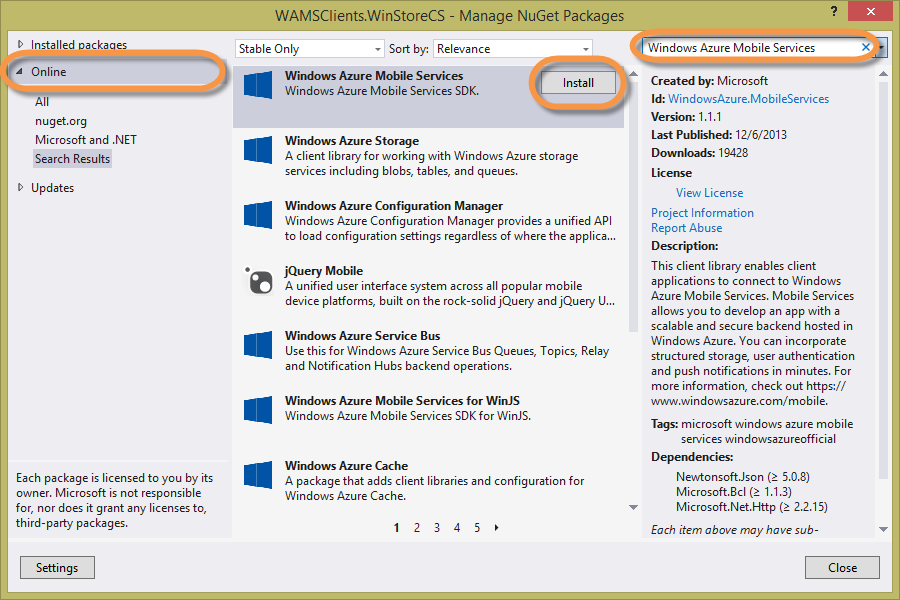 WAMSClients.WinStoreCS - Manage NuGet Packages
?
Installed packages
Online
All
nuget.org
Microsoft and .NET
Search Results
Updates
Each package is licensed to you by its
owner. Microsoft is not responsible
for, nor does it grant any licenses to,
third-party packages.
Settings
Stable Only
Sort by: Relevance
Windows Azure Mobile Services
Windows Azure Mobile Services SDK.
Install
Windows Azure Storage
A client library for working with Windows Azure storage
services including blobs, tables, and queues.
Windows Azure Configuration Manager
Windows Azure Configuration Manager provides a unified API
to load configuration settings regardless of where the applica...
jQuery Mobile
A unified user interface system across all popular mobile
device platforms, built on the rock-solid jQuery and jQuery U...
Windows Azure Service Bus
Use this for Windows Azure Service Bus Queues, Topics, Relay
and Notification Hubs backend operations.
Windows Azure Mobile Services for WinJS
Windows Azure Mobile Services SDK for WinJS.
Windows Azure Cache
A package that adds client libraries and configuration for
Windows Azure Cache.
1 2 3 4 5
Windows Azure Mobile Services
Created by: Microsoft
Id: WindowsAzure.MobileServices
Version: 1.1.1
Last Published: 12/6/2013
Downloads: 19428
License
View License
Project Information
Report Abuse
Description:
This client library enables client
applications to connect to Windows
Azure Mobile Services. Mobile Services
allows you to develop an app with a
scalable and secure backend hosted in
Windows Azure. You can incorporate
structured storage, user authentication
and push notifications in minutes. For
more information, check out https://
www.windowsazure.com/mobile.
Tags: microsoft windows azure mobile
services windowsazureofficial
Dependencies:
Newtonsoft.Json (≥ 5.0.8)
Microsoft.Bcl (≥ 1.1.3)
Microsoft.Net.Http (≥ 2.2.15)
Each item above may have sub-
Close